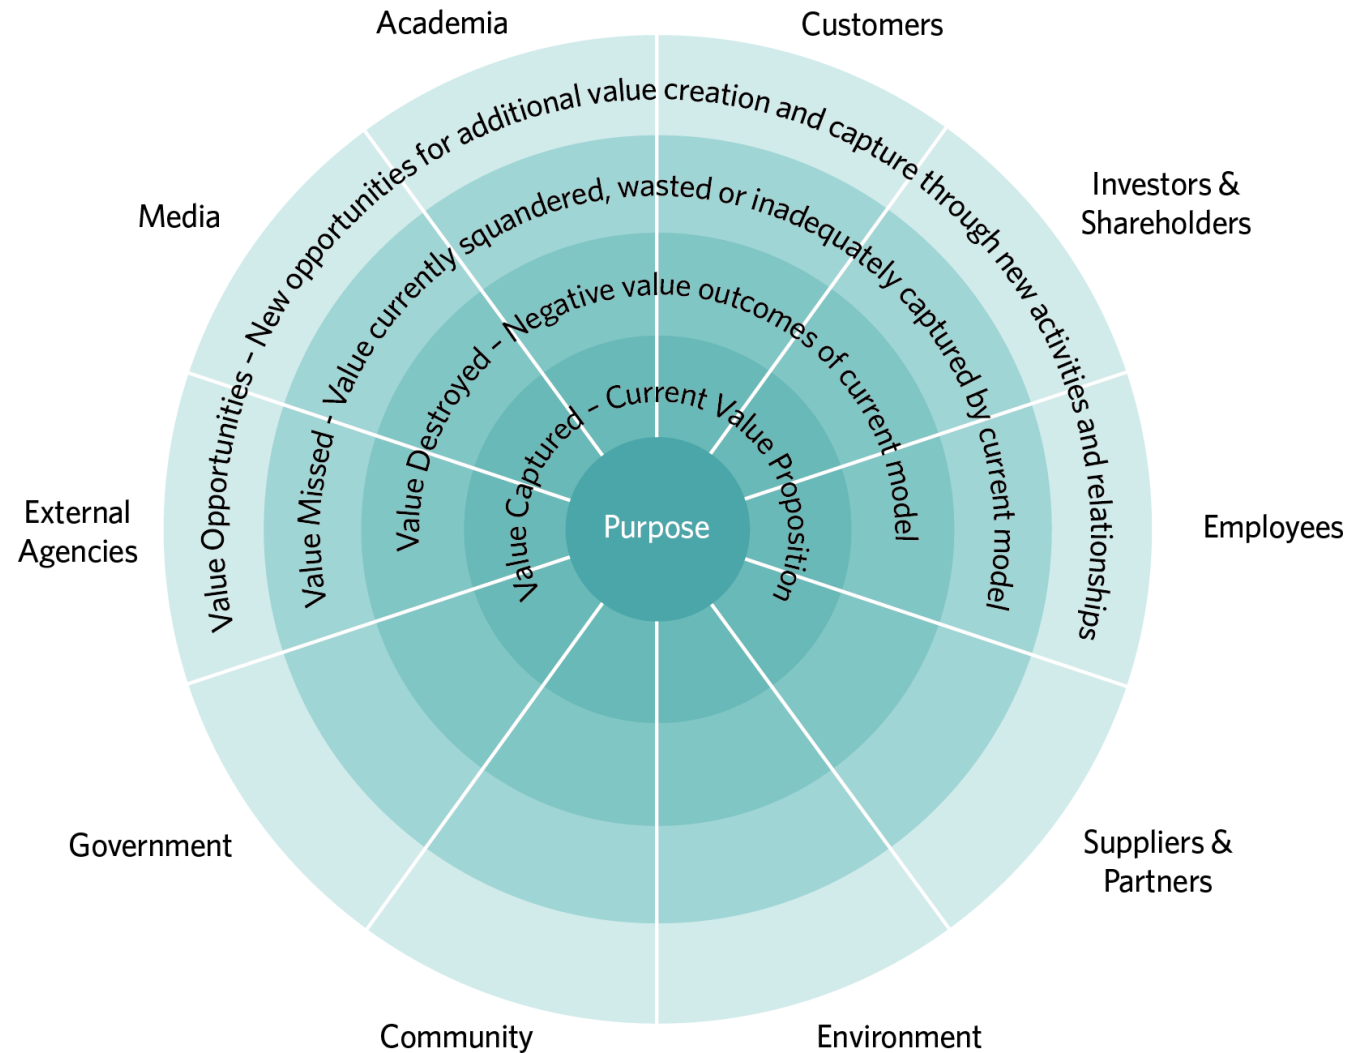 Academia
Customers
Media
Investors &
Shareholders
External
Agencies
Employees
Government
Suppliers &
Partners
Community
Environment
Value Opportunities – New opportunities for additional value creation and capture through new activities and relationships
Value Missed - Value currently squandered, wasted or inadequately captured by current model
Value Destroyed – Negative value outcomes of current model
Value Captured – Current Value Proposition
Purpose